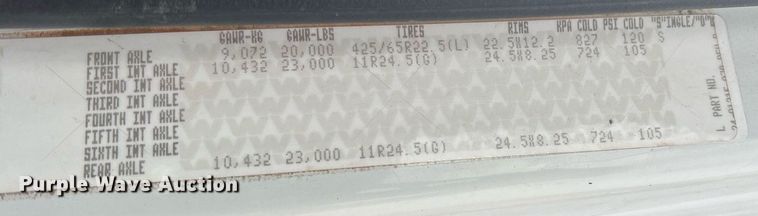 GAWR-KG GAWR-LBS TIRES RIMS KPA COLD PSI COLD "S"INGLE/"D"U
FRONT AXLE 9,072 20,000 425/65R22.5(L) 22.5X12.2 827 120 S
FIRST INT AXLE 10,432 23,000 11R24.5(G) 24.5X8.25 724 105
SECOND INT AXLE
THIRD INT AXLE
FOURTH INT AXLE
FIFTH INT AXLE
SIXTH INT AXLE
REAR AXLE 10,432 23,000 11R24.5(G) 24.5X8.25 724 105
L PART NO.
Purple Wave Auction